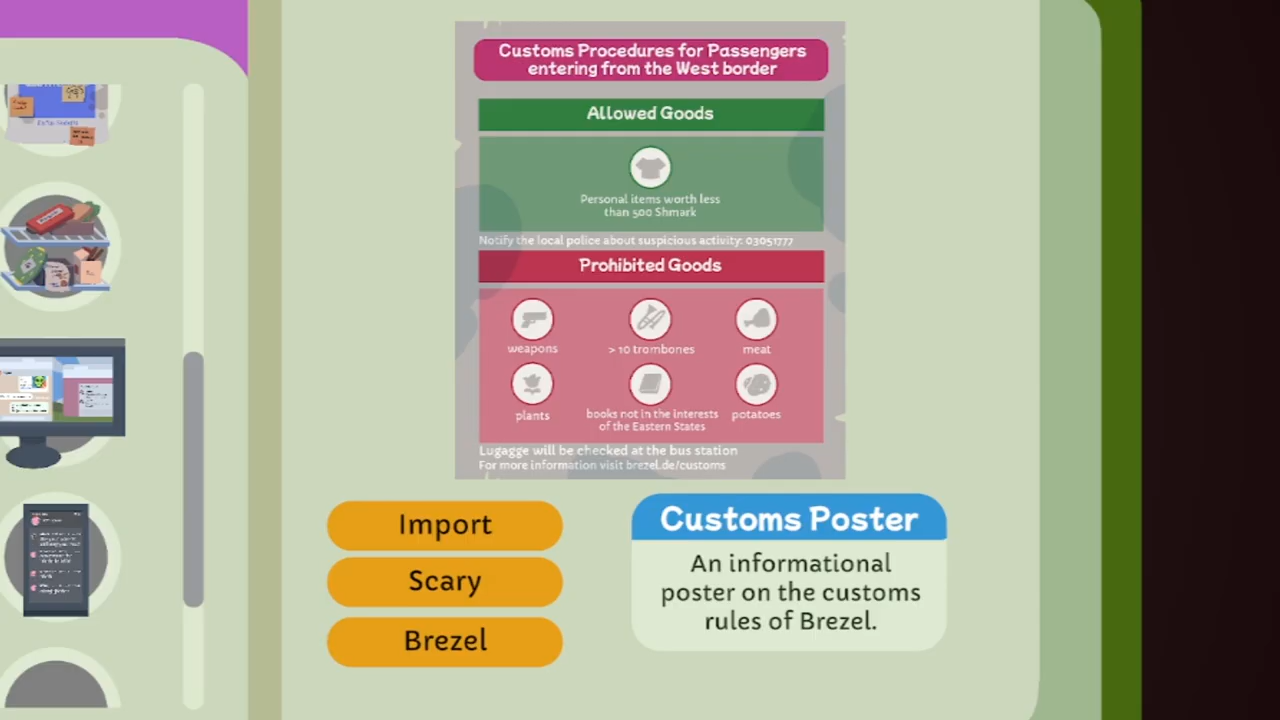 Customs Procedures for Passengers
entering from the West border
Allowed Goods
Personal items worth less
than 500 Shmark
Notify the local police about suspicious activity: 03051777
Prohibited Goods
weapons
> 10 trombones
meat
plants
books not in the interests
of the Eastern States
potatoes
Lugagge will be checked at the bus station
For more information visit brezel.de/customs
Import
Scary
Brezel
Customs Poster
An informational
poster on the customs
rules of Brezel.